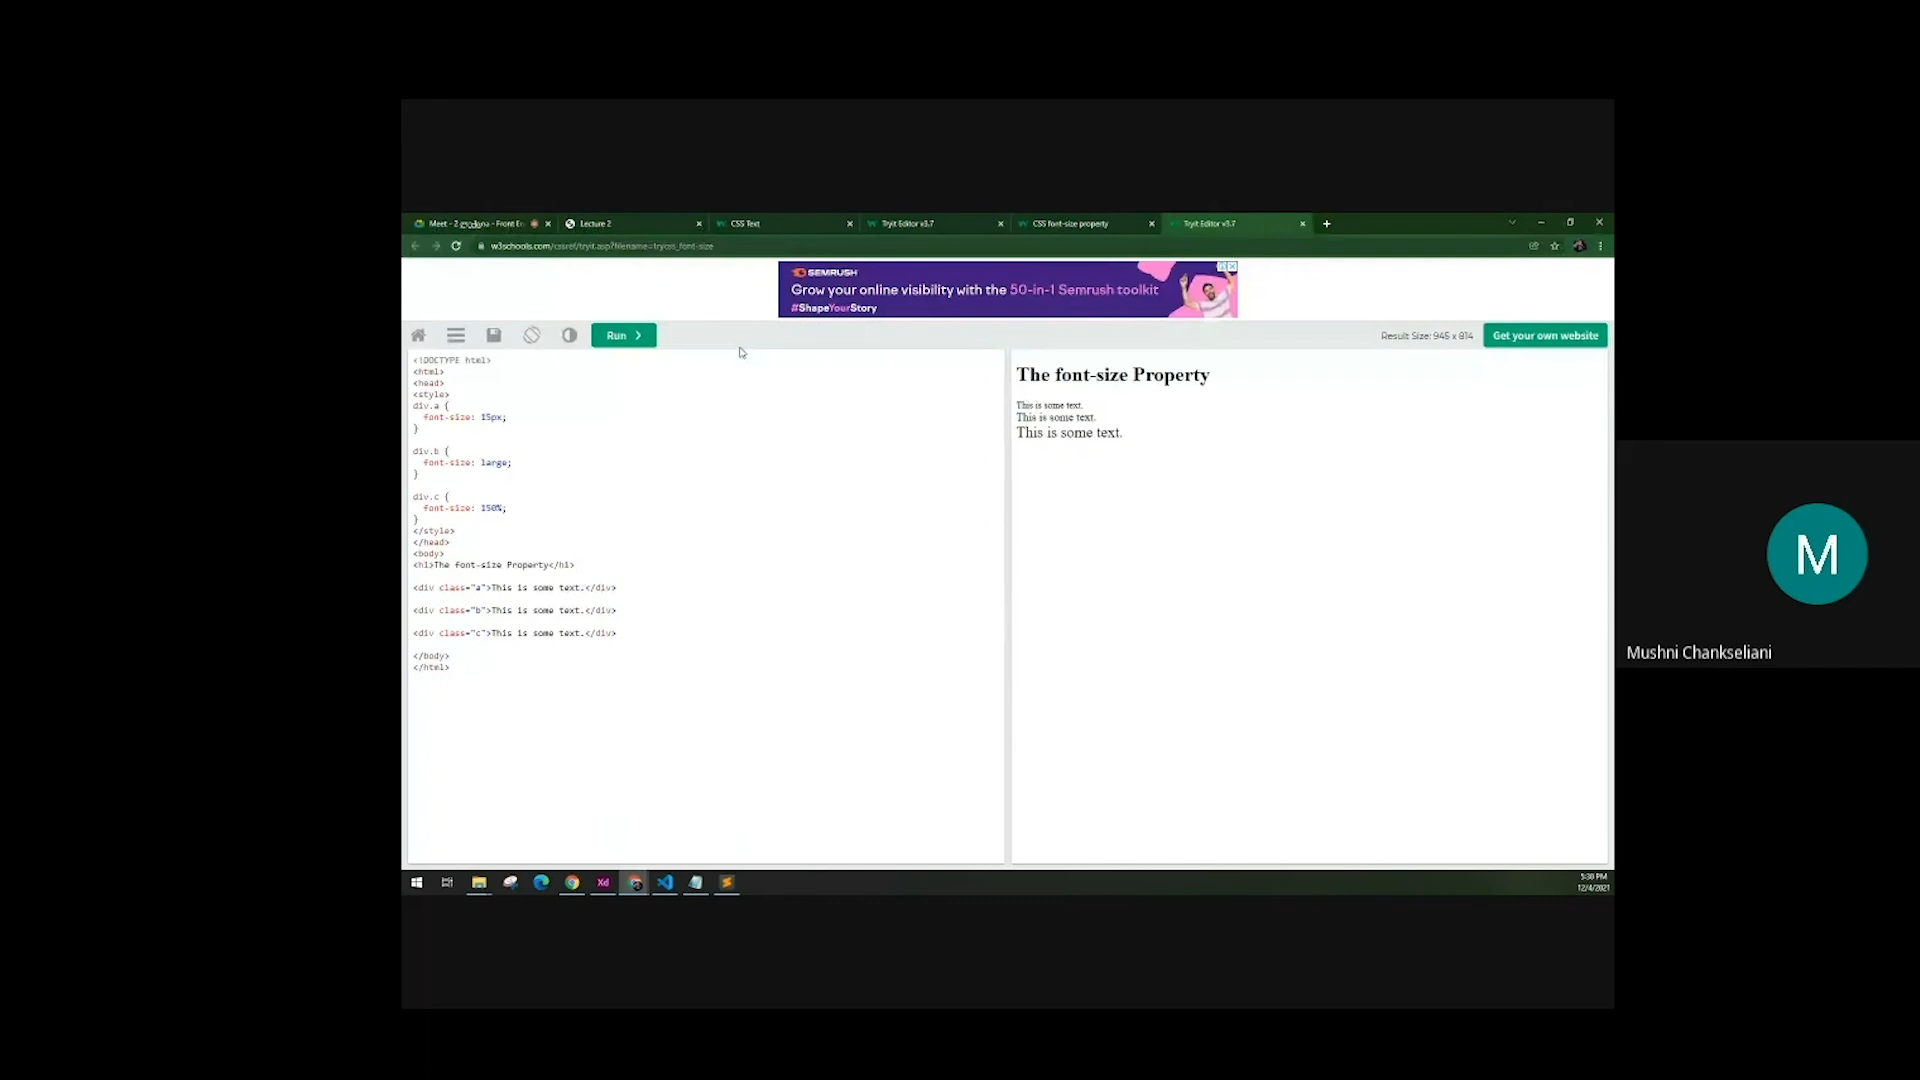 Meet - 2 ლექცია - Front E
Lecture 2
CSS Text
Tryit Editor v3.7
CSS font-size property
Tryit Editor v3.7
w3schools.com/cssref/tryit.asp?filename=trycss_font-size
SEMRUSH
Grow your online visibility with the 50-in-1 Semrush toolkit
#ShapeYourStory
Run
Result Size: 945 x 814
Get your own website
<!DOCTYPE html>
<html>
<head>
<style>
div.a {
font-size: 15px;
}
div.b {
font-size: large;
}
div.c {
font-size: 150%;
}
</style>
</head>
<body>
<h1>The font-size Property</h1>
<div class="a">This is some text.</div>
<div class="b">This is some text.</div>
<div class="c">This is some text.</div>
</body>
</html>
The font-size Property
This is some text.
This is some text.
This is some text.
M
Mushni Chankseliani
Xd
5:30 PM
12/4/2021